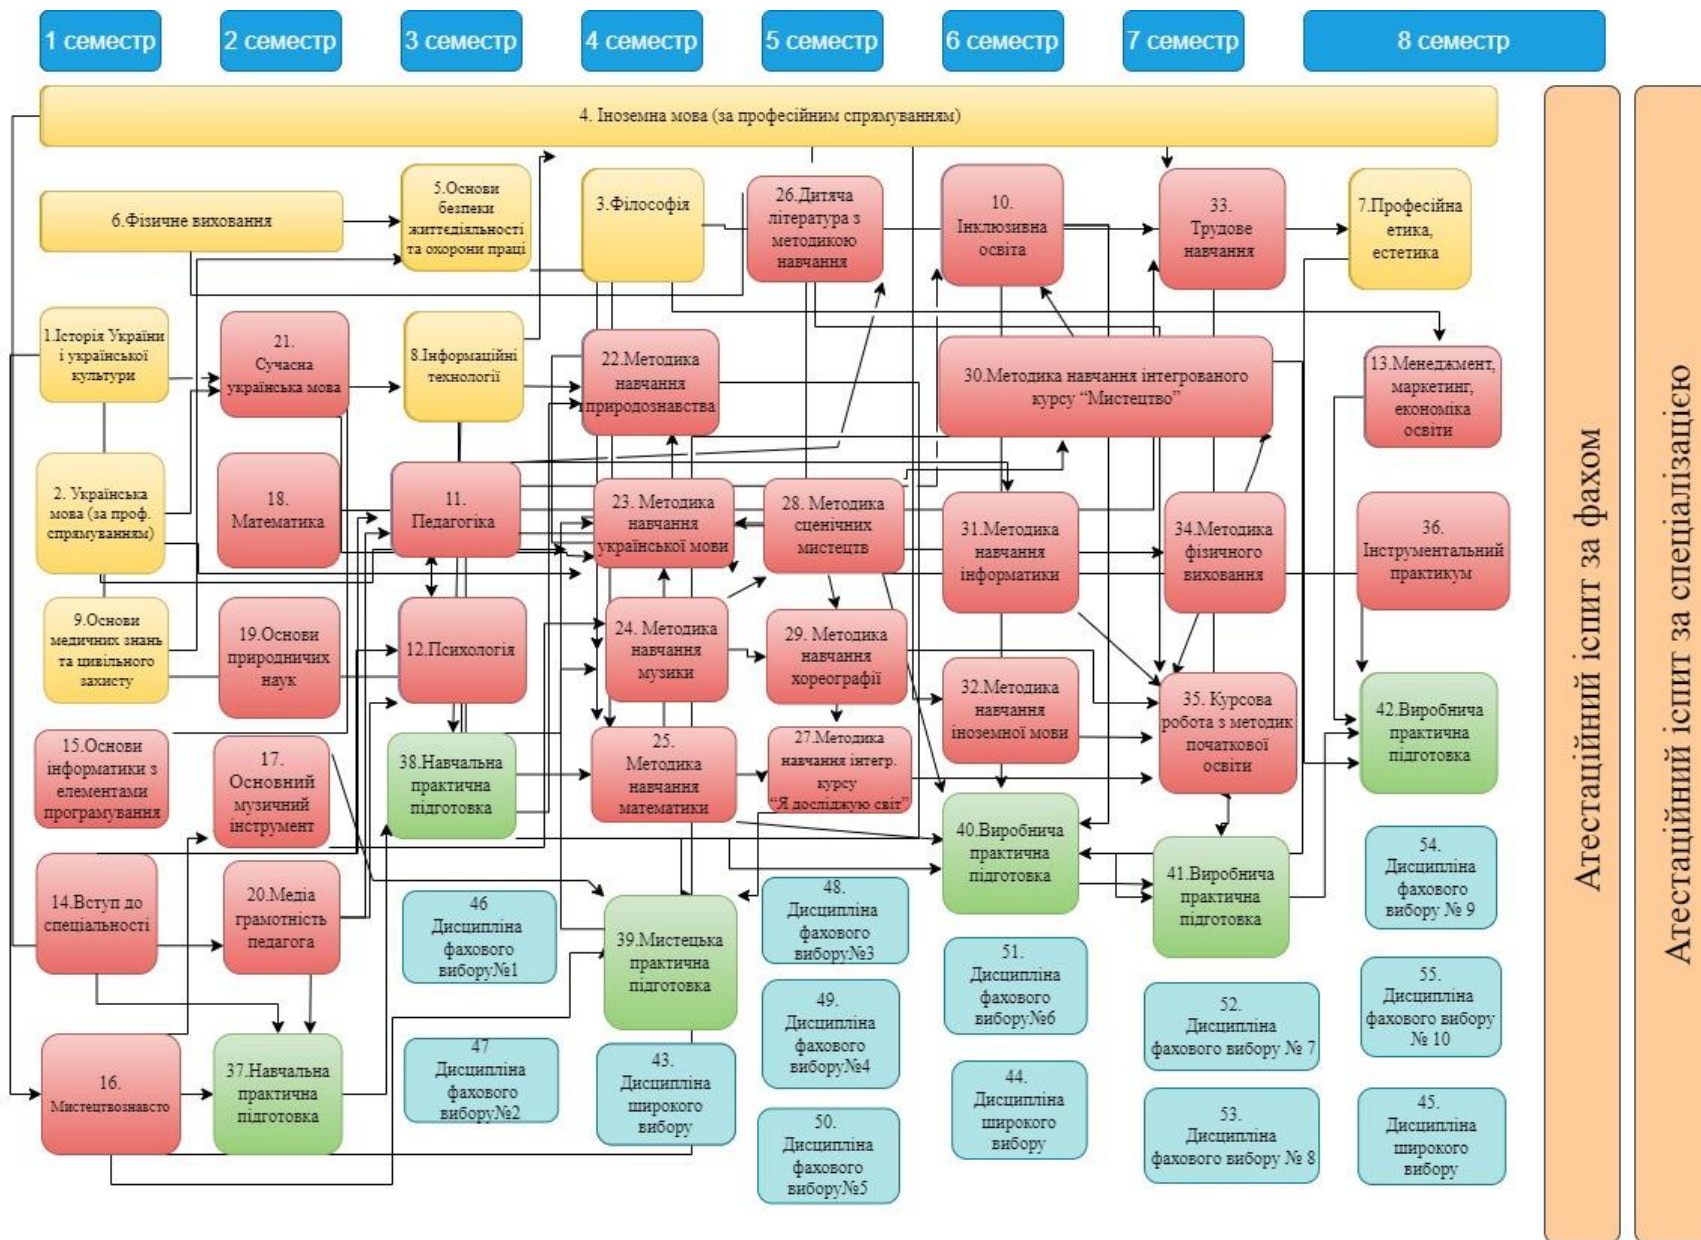 1 семестр
2 семестр
3 семестр
4 семестр
5 семестр
6 семестр
7 семестр
8 семестр
4. Іноземна мова (за професійним спрямуванням)
6.Фізичне виховання
5.Основи
безпеки
життєдіяльності
та охорони праці
3.Філософія
26.Дитяча
література з
методикою
навчання
10.
Інклюзивна
освіта
33.
Трудове
навчання
7.Професійна
етика,
естетика
1.Історія України
і української
культури
21.
Сучасна
українська мова
8.Інформаційні
технології
22.Методика
навчання
природознавства
30.Методика навчання інтегрованого
курсу “Мистецтво”
13.Менеджмент,
маркетинг,
економіка
освіти
2. Українська
мова (за проф.
спрямуванням)
18.
Математика
11.
Педагогіка
23. Методика
навчання
української мови
28. Методика
сценічних
мистецтв
31.Методика
навчання
інформатики
34.Методика
фізичного
виховання
36.
Інструментальний
практикум
9.Основи
медичних знань
та цивільного
захисту
19.Основи
природничих
наук
12.Психологія
24. Методика
навчання
музики
29. Методика
навчання
хореографії
32.Методика
навчання
іноземної мови
35. Курсова
робота з методик
початкової
освіти
42.Виробнича
практична
підготовка
15.Основи
інформатики з
елементами
програмування
17.
Основний
музичний
інструмент
38.Навчальна
практична
підготовка
25.
Методика
навчання
математики
27.Методика
навчання інтегр.
курсу
“Я досліджую світ”
40.Виробнича
практична
підготовка
41.Виробнича
практична
підготовка
54.
Дисципліна
фахового
вибору № 9
14.Вступ до
спеціальності
20.Медіа
грамотність
педагога
46
Дисципліна
фахового
вибору№1
39.Мистецька
практична
підготовка
48.
Дисципліна
фахового
вибору№3
51.
Дисципліна
фахового
вибору№6
49.
Дисципліна
фахового
вибору№4
52.
Дисципліна
фахового вибору № 7
55.
Дисципліна
фахового вибору
№ 10
16.
Мистецтвознавсто
37.Навчальна
практична
підготовка
47
Дисципліна
фахового
вибору№2
43.
Дисципліна
широкого
вибору
50.
Дисципліна
фахового
вибору№5
44.
Дисципліна
широкого
вибору
53.
Дисципліна
фахового вибору № 8
45.
Дисципліна
широкого
вибору
Атестаційний іспит за фахом
Атестаційний іспит за спеціалізацією